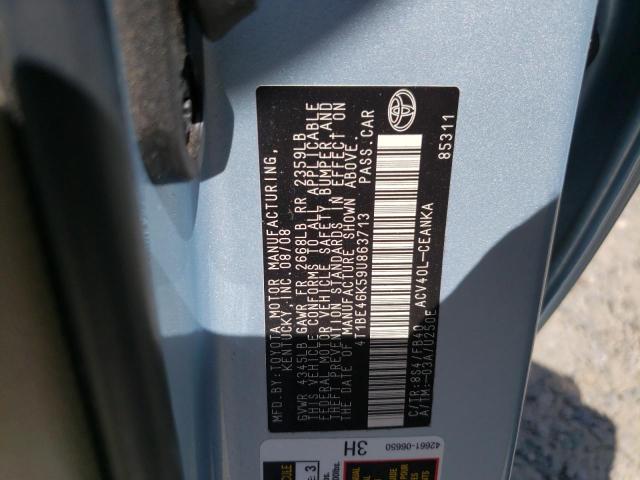 MFD.BY:TOYOTA MOTOR MANUFACTURING,
KENTUCKY,INC. 08/08
GVWR 4345LB GAWR FR 2668LB RR 2359LB
THIS VEHICLE CONFORMS TO ALL APPLICABLE
FEDERAL MOTOR VEHICLE SAFETY, BUMPER, AND
THEFT PREVENTION STANDARDS IN EFFECT ON
THE DATE OF MANUFACTURE SHOWN ABOVE.
4T1BE46K59U863713 PASS.CAR
C/TR:8S4/FB40 ACV40L-CEANKA
A/TM:-03A/U250E
85311
42661-06650
3H
3